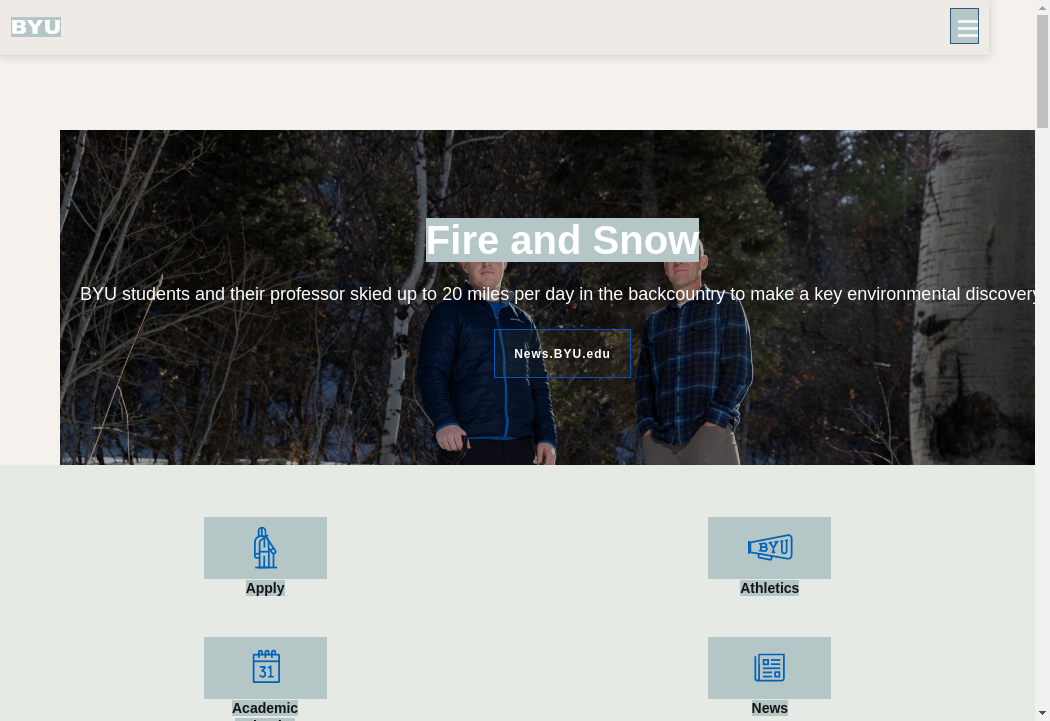 BYU
Fire and Snow
BYU students and their professor skied up to 20 miles per day in the backcountry to make a key environmental discovery
News.BYU.edu
BYU
Apply
Athletics
31
Academic
News